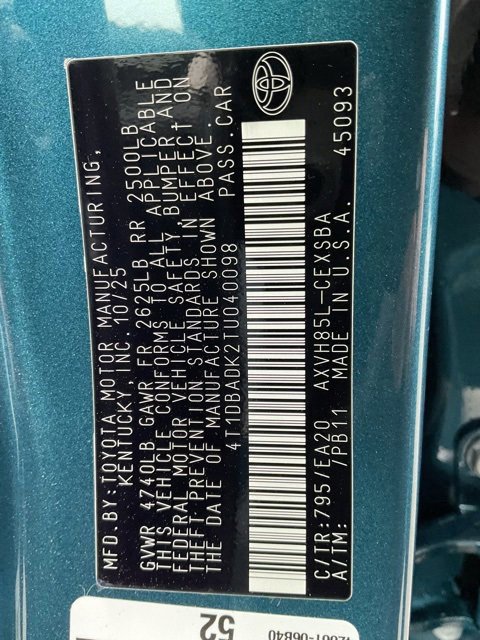 MFD.BY:TOYOTA MOTOR MANUFACTURING,
KENTUCKY, INC. 10/25
GVWR 4740LB GAWR FR 2625LB RR 2500LB
THIS VEHICLE CONFORMS TO ALL APPLICABLE
FEDERAL MOTOR VEHICLE SAFETY, BUMPER AND
THEFT PREVENTION STANDARDS IN EFFECT ON
THE DATE OF MANUFACTURE SHOWN ABOVE.
4T1DBADK2TU040098 PASS.CAR
C/TR:795/EA20 AXVH85L-CEXSBA
A/TM: /PB11 MADE IN U.S.A. 45093
52